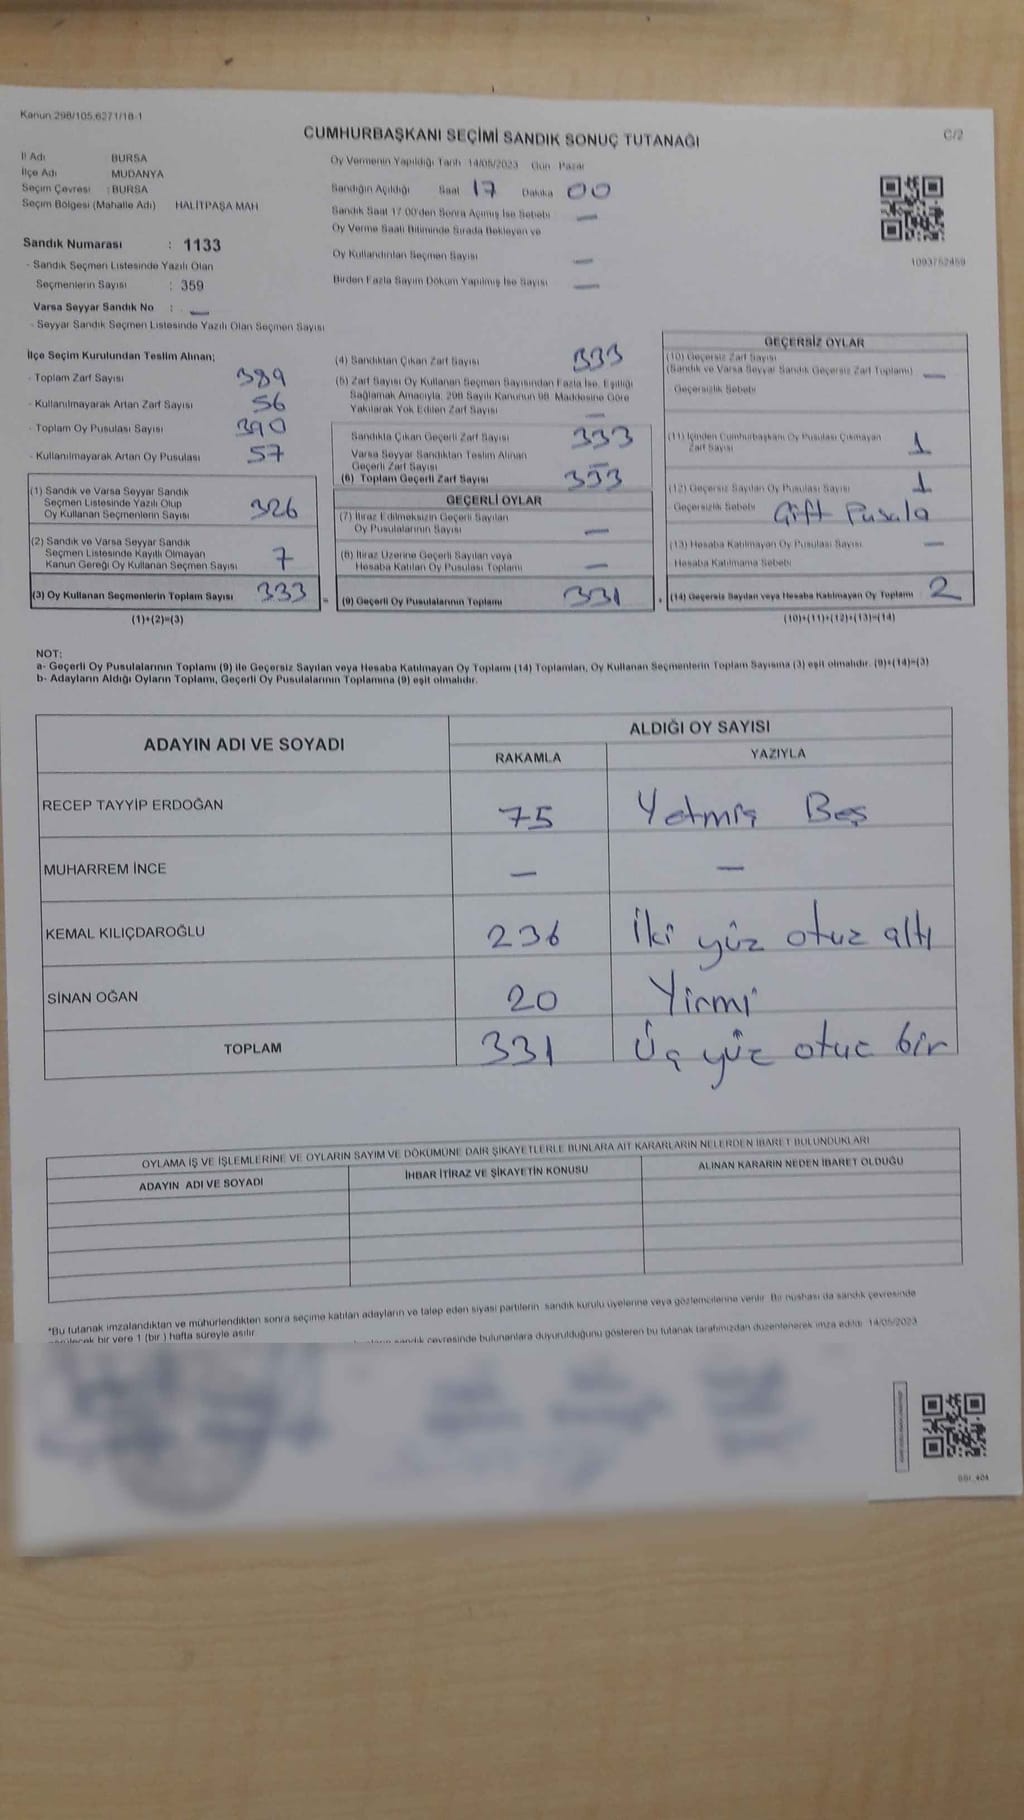 Kanun 298/105,6271/18-1
CUMHURBAŞKANI SEÇİMİ SANDIK SONUÇ TUTANAĞI
C/2
İl Adı BURSA
İlçe Adı MUDANYA
Seçim Çevresi : BURSA
Seçim Bölgesi (Mahalle Adı) HALİTPAŞA MAH
Sandık Numarası : 1133
- Sandık Seçmen Listesinde Yazılı Olan
Seçmenlerin Sayısı : 359
Varsa Seyyar Sandık No : —
- Seyyar Sandık Seçmen Listesinde Yazılı Olan Seçmen Sayısı
Oy Vermenin Yapıldığı Tarih 14/05/2023 Gün Pazar
Sandığın Açıldığı Saat 17 Dakika 00
Sandık Saat 17:00'den Sonra Açılmış İse Sebebi —
Oy Verme Saati Bitiminde Sırada Bekleyen ve
Oy Kullandırılan Seçmen Sayısı —
Birden Fazla Sayım Döküm Yapılmış İse Sayısı —
1093752459
İlçe Seçim Kurulundan Teslim Alınan;
- Toplam Zarf Sayısı 389
- Kullanılmayarak Artan Zarf Sayısı 56
- Toplam Oy Pusulası Sayısı 390
- Kullanılmayarak Artan Oy Pusulası 57
(1) Sandık ve Varsa Seyyar Sandık
Seçmen Listesinde Yazılı Olup
Oy Kullanan Seçmenlerin Sayısı 326
(2) Sandık ve Varsa Seyyar Sandık
Seçmen Listesinde Kayıtlı Olmayan
Kanun Gereği Oy Kullanan Seçmen Sayısı 7
(3) Oy Kullanan Seçmenlerin Toplam Sayısı 333 =
(1)+(2)=(3)
(4) Sandıktan Çıkan Zarf Sayısı 333
(5) Zarf Sayısı Oy Kullanan Seçmen Sayısından Fazla İse, Eşitliği
Sağlamak Amacıyla, 298 Sayılı Kanunun 98. Maddesine Göre
Yakılarak Yok Edilen Zarf Sayısı —
Sandıkta Çıkan Geçerli Zarf Sayısı 333
Varsa Seyyar Sandıktan Teslim Alınan
Geçerli Zarf Sayısı —
(6) Toplam Geçerli Zarf Sayısı 333
GEÇERLİ OYLAR
(7) İtiraz Edilmeksizin Geçerli Sayılan
Oy Pusulalarının Sayısı —
(8) İtiraz Üzerine Geçerli Sayılan veya
Hesaba Katılan Oy Pusulası Toplamı —
(9) Geçerli Oy Pusulalarının Toplamı 331
GEÇERSİZ OYLAR
(10) Geçersiz Zarf Sayısı
(Sandık ve Varsa Seyyar Sandık Geçersiz Zarf Toplamı) —
Geçersizlik Sebebi
(11) İçinden Cumhurbaşkanı Oy Pusulası Çıkmayan
Zarf Sayısı 1
(12) Geçersiz Sayılan Oy Pusulası Sayısı 1
Geçersizlik Sebebi Çift Pusula
(13) Hesaba Katılmayan Oy Pusulası Sayısı —
Hesaba Katılmama Sebebi
+ (14) Geçersiz Sayılan veya Hesaba Katılmayan Oy Toplamı 2
(10)+(11)+(12)+(13)=(14)
NOT:
a- Geçerli Oy Pusulalarının Toplamı (9) ile Geçersiz Sayılan veya Hesaba Katılmayan Oy Toplamı (14) Toplamları, Oy Kullanan Seçmenlerin Toplam Sayısına (3) eşit olmalıdır. (9)+(14)=(3)
b- Adayların Aldığı Oyların Toplamı, Geçerli Oy Pusulalarının Toplamına (9) eşit olmalıdır.
ADAYIN ADI VE SOYADI ALDIĞI OY SAYISI
RAKAMLA YAZIYLA
RECEP TAYYİP ERDOĞAN 75 Yetmiş Beş
MUHARREM İNCE — —
KEMAL KILIÇDAROĞLU 236 İki yüz otuz altı
SİNAN OĞAN 20 Yirmi
TOPLAM 331 Üç yüz otuz bir
OYLAMA İŞ VE İŞLEMLERİNE VE OYLARIN SAYIM VE DÖKÜMÜNE DAİR ŞİKAYETLERLE BUNLARA AİT KARARLARIN NELERDEN İBARET BULUNDUKLARI
ADAYIN ADI VE SOYADI İHBAR İTİRAZ VE ŞİKAYETİN KONUSU ALINAN KARARIN NEDEN İBARET OLDUĞU
*Bu tutanak imzalandıktan ve mühürlendikten sonra seçime katılan adayların ve talep eden siyasi partilerin sandık kurulu üyelerine veya gözlemcilerine verilir. Bir nüshası da sandık çevresinde
görülecek bir yere 1 (bir) hafta süreyle asılır
sandık çevresinde bulunanlara duyurulduğunu gösteren bu tutanak tarafımızdan düzenlenerek imza edildi. 14/05/2023